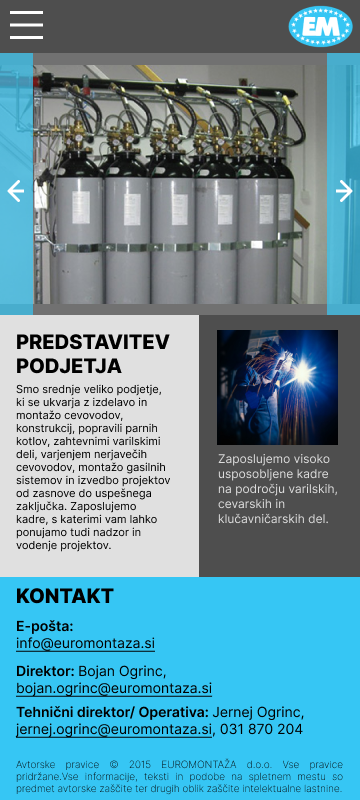 EM
PREDSTAVITEV
PODJETJA
Smo srednje veliko podjetje,
ki se ukvarja z izdelavo in
montažo cevovodov,
konstrukcij, popravili parnih
kotlov, zahtevnimi varilskimi
deli, varjenjem nerjavečih
cevovodov, montažo gasilnih
sistemov in izvedbo projektov
od zasnove do uspešnega
zaključka. Zaposlujemo
kadre, s katerimi vam lahko
ponujamo tudi nadzor in
vodenje projektov.
Zaposlujemo visoko
usposobljene kadre
na področju varilskih,
cevarskih in
klučavničarskih del.
KONTAKT
E-pošta:
info@euromontaza.si
Direktor: Bojan Ogrinc,
bojan.ogrinc@euromontaza.si
Tehnični direktor/ Operativa: Jernej Ogrinc,
jernej.ogrinc@euromontaza.si, 031 870 204
Avtorske pravice © 2015 EUROMONTAŽA d.o.o. Vse pravice
pridržane.Vse informacije, teksti in podobe na spletnem mestu so
predmet avtorske zaščite ter drugih oblik zaščite intelektualne lastnine.